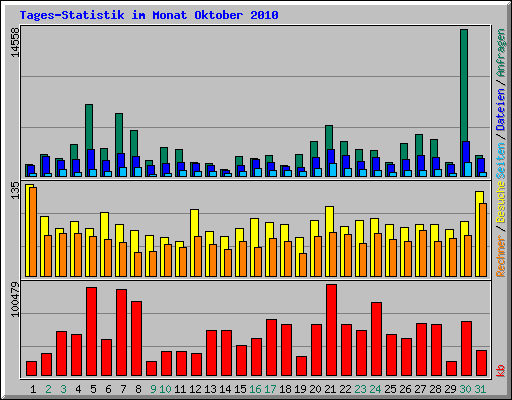 Tages-Statistik im Monat Oktober 2010
14558
135
100479
Rechner / Besuche Seiten / Dateien / Anfragen
kb
1 2 3 4 5 6 7 8 9 10 11 12 13 14 15 16 17 18 19 20 21 22 23 24 25 26 27 28 29 30 31